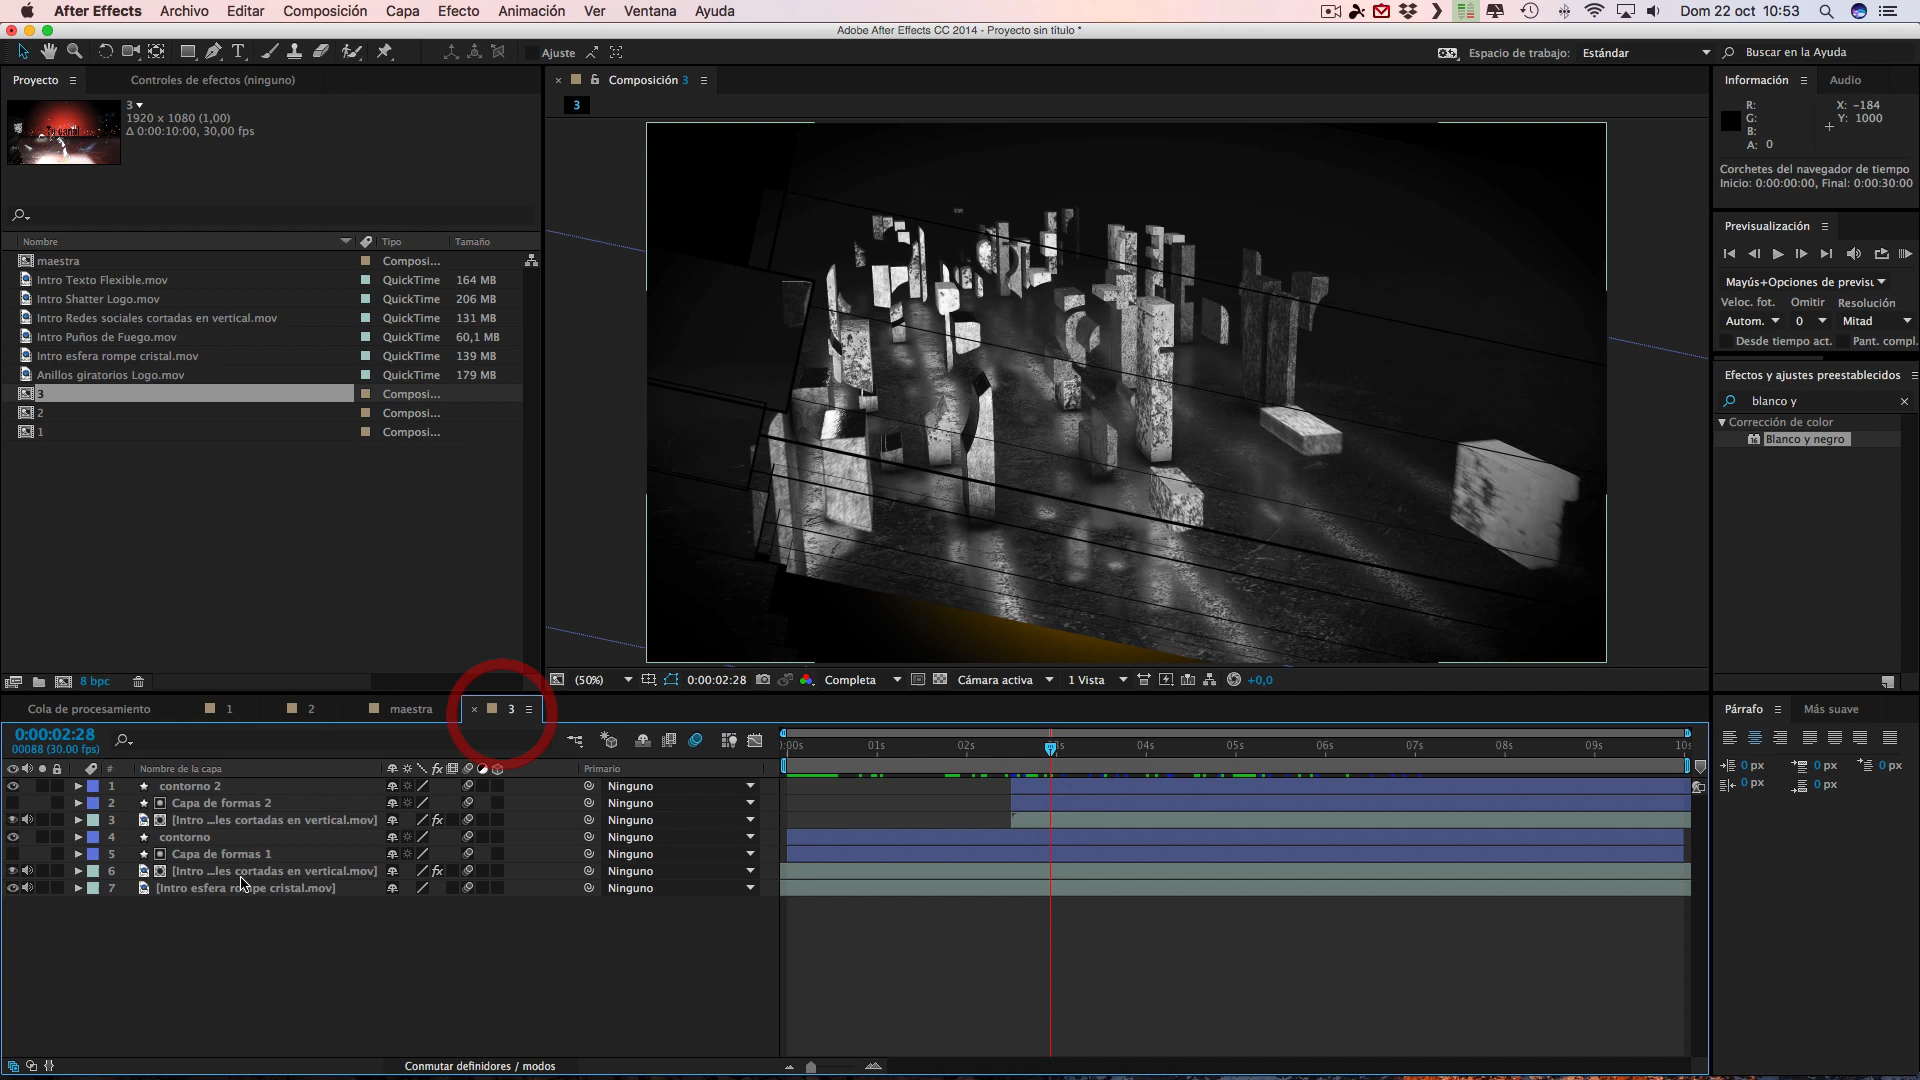 After Effects Archivo Editar Composición Capa Efecto Animación Ver Ventana Ayuda Dom 22 oct 10:53
Adobe After Effects CC 2014 - Proyecto sin título *
Ajuste Espacio de trabajo: Estándar Buscar en la Ayuda
Proyecto Controles de efectos (ninguno)
3
1920 x 1080 (1,00)
Δ 0:00:10:00, 30,00 fps
Nombre Tipo Tamaño
maestra Composi...
Intro Texto Flexible.mov QuickTime 164 MB
Intro Shatter Logo.mov QuickTime 206 MB
Intro Redes sociales cortadas en vertical.mov QuickTime 131 MB
Intro Puños de Fuego.mov QuickTime 60,1 MB
Intro esfera rompe cristal.mov QuickTime 139 MB
Anillos giratorios Logo.mov QuickTime 179 MB
3 Composi...
2 Composi...
1 Composi...
8 bpc
Composición 3
3
(50%) 0:00:02:28 Completa Cámara activa 1 Vista +0,0
Información Audio
R: X: -184
G: Y: 1000
B:
A: 0
Corchetes del navegador de tiempo
Inicio: 0:00:00:00, Final: 0:00:30:00
Previsualización
Mayús+Opciones de previsu
Veloc. fot. Omitir Resolución
Autom. 0 Mitad
Desde tiempo act. Pant. compl.
Efectos y ajustes preestablecidos
blanco y
Corrección de color
Blanco y negro
Párrafo Más suave
0 px 0 px 0 px
0 px 0 px
Cola de procesamiento 1 2 maestra 3
0:00:02:28
00088 (30.00 fps)
:00s 01s 02s 3s 04s 05s 06s 07s 08s 09s 10s
# Nombre de la capa fx Primario
1 contorno 2 Ninguno
2 Capa de formas 2 Ninguno
3 [Intro ...les cortadas en vertical.mov] fx Ninguno
4 contorno Ninguno
5 Capa de formas 1 Ninguno
6 [Intro ...les cortadas en vertical.mov] fx Ninguno
7 [Intro esfera rompe cristal.mov] Ninguno
Conmutar definidores / modos